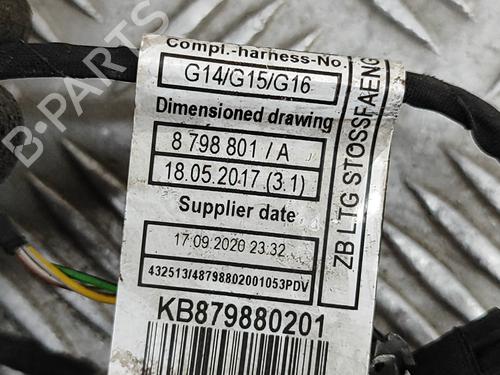 Compl.-harness-No.
G14/G15/G16
Dimensioned drawing
8 798 801 / A
18.05.2017 (3.1)
Supplier date
17.09.2020 23:32
432513/48798802001053PDV
KB879880201
ZB LTG STOSSFAENG